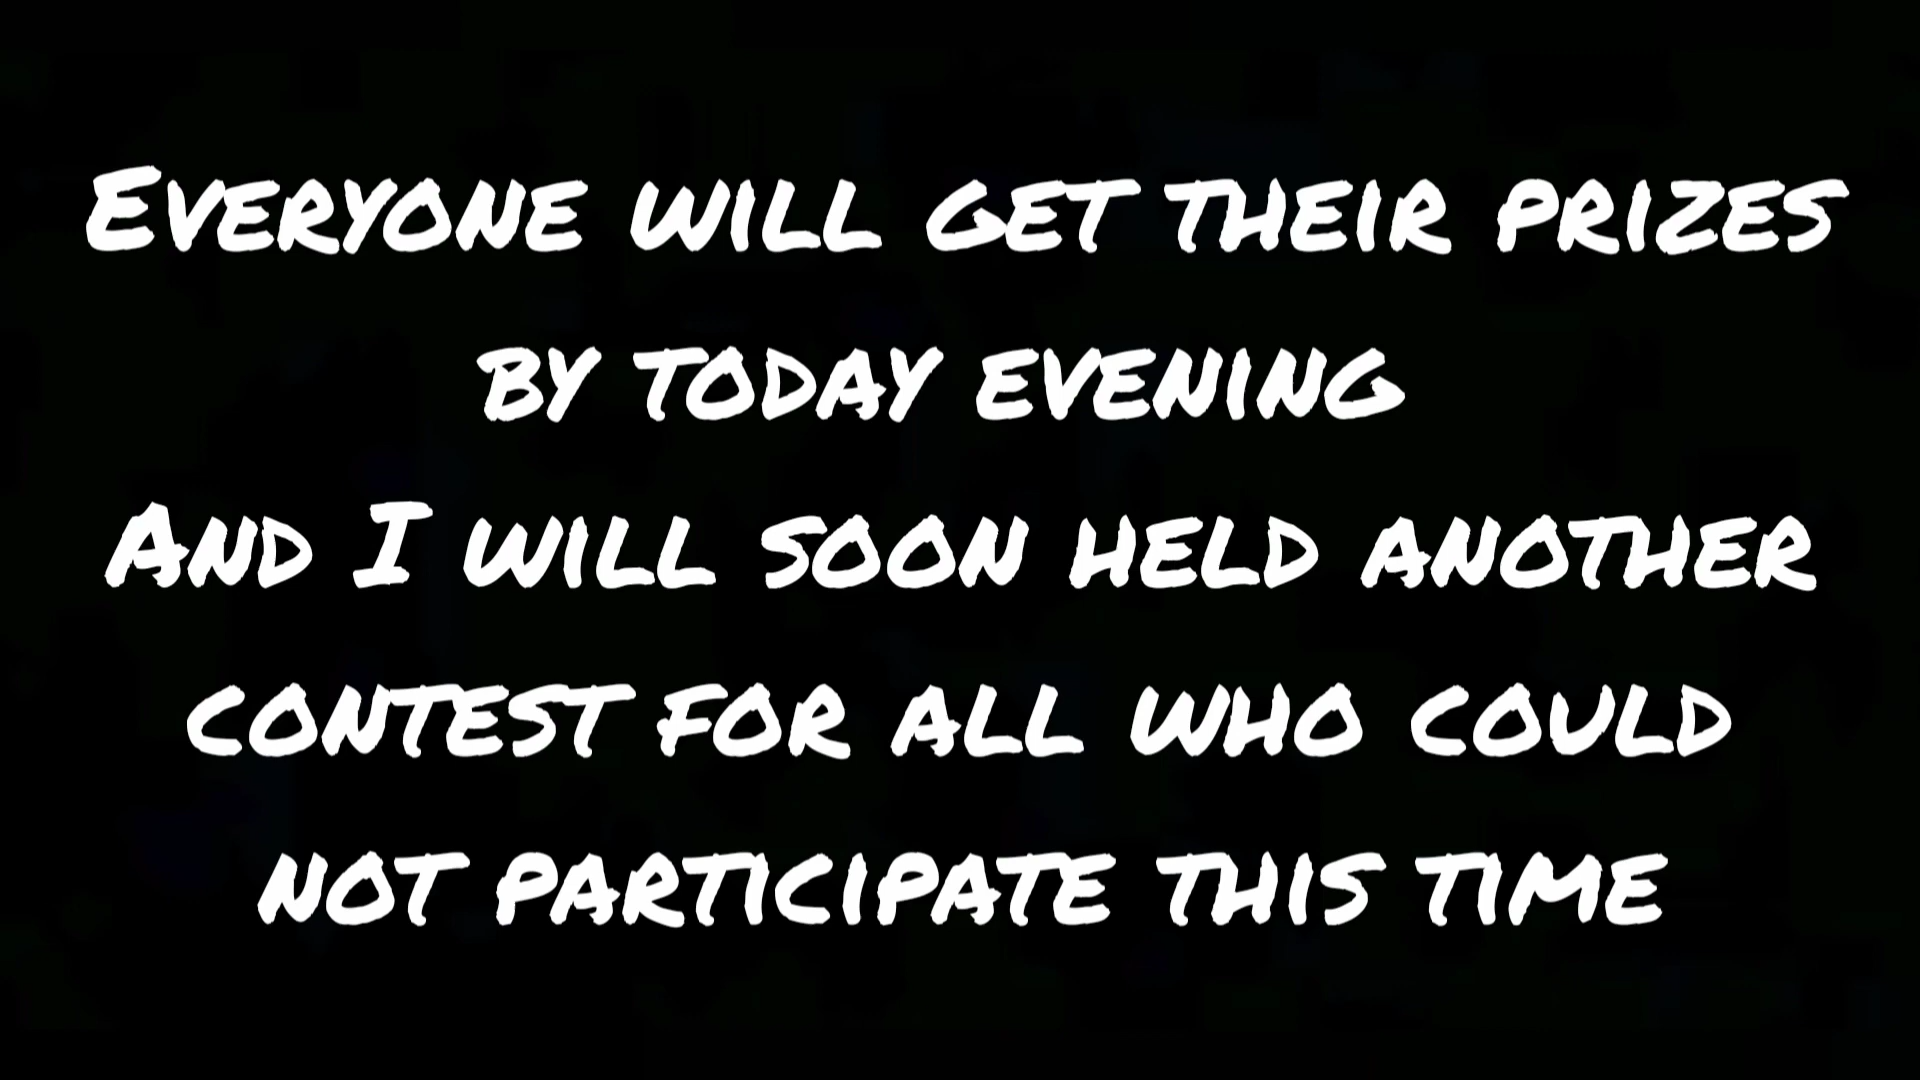 Everyone will get their prizes
by today evening
And I will soon held another
contest for all who could
not participate this time